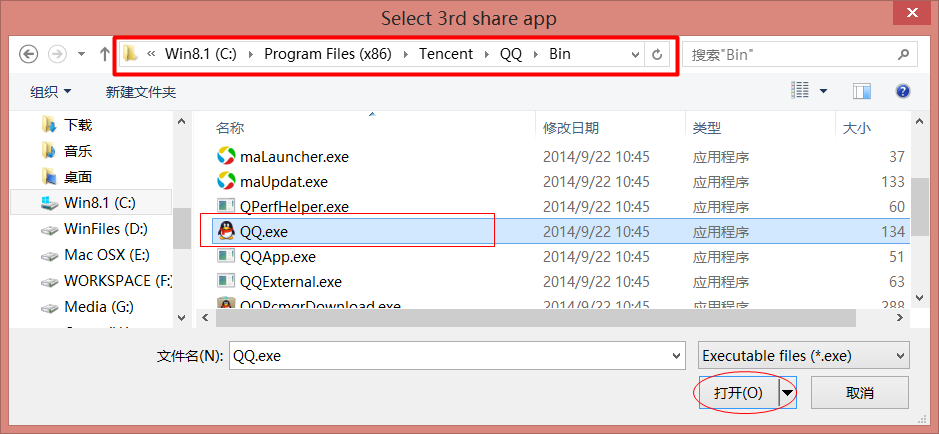 Select 3rd share app
« Win8.1 (C:) Program Files (x86) Tencent QQ Bin 搜索"Bin"
组织 新建文件夹
下载
音乐
桌面
Win8.1 (C:)
WinFiles (D:)
Mac OSX (E:)
WORKSPACE (F:
Media (G:)
名称 修改日期 类型 大小
maLauncher.exe 2014/9/22 10:45 应用程序 37
maUpdat.exe 2014/9/22 10:45 应用程序 133
QPerfHelper.exe 2014/9/22 10:45 应用程序 60
QQ.exe 2014/9/22 10:45 应用程序 134
QQApp.exe 2014/9/22 10:45 应用程序 51
QQExternal.exe 2014/9/22 10:45 应用程序 63
QQPcmgrDownload.exe 2014/9/22 10:45 应用程序 288
文件名(N): QQ.exe Executable files (*.exe)
打开(O) 取消